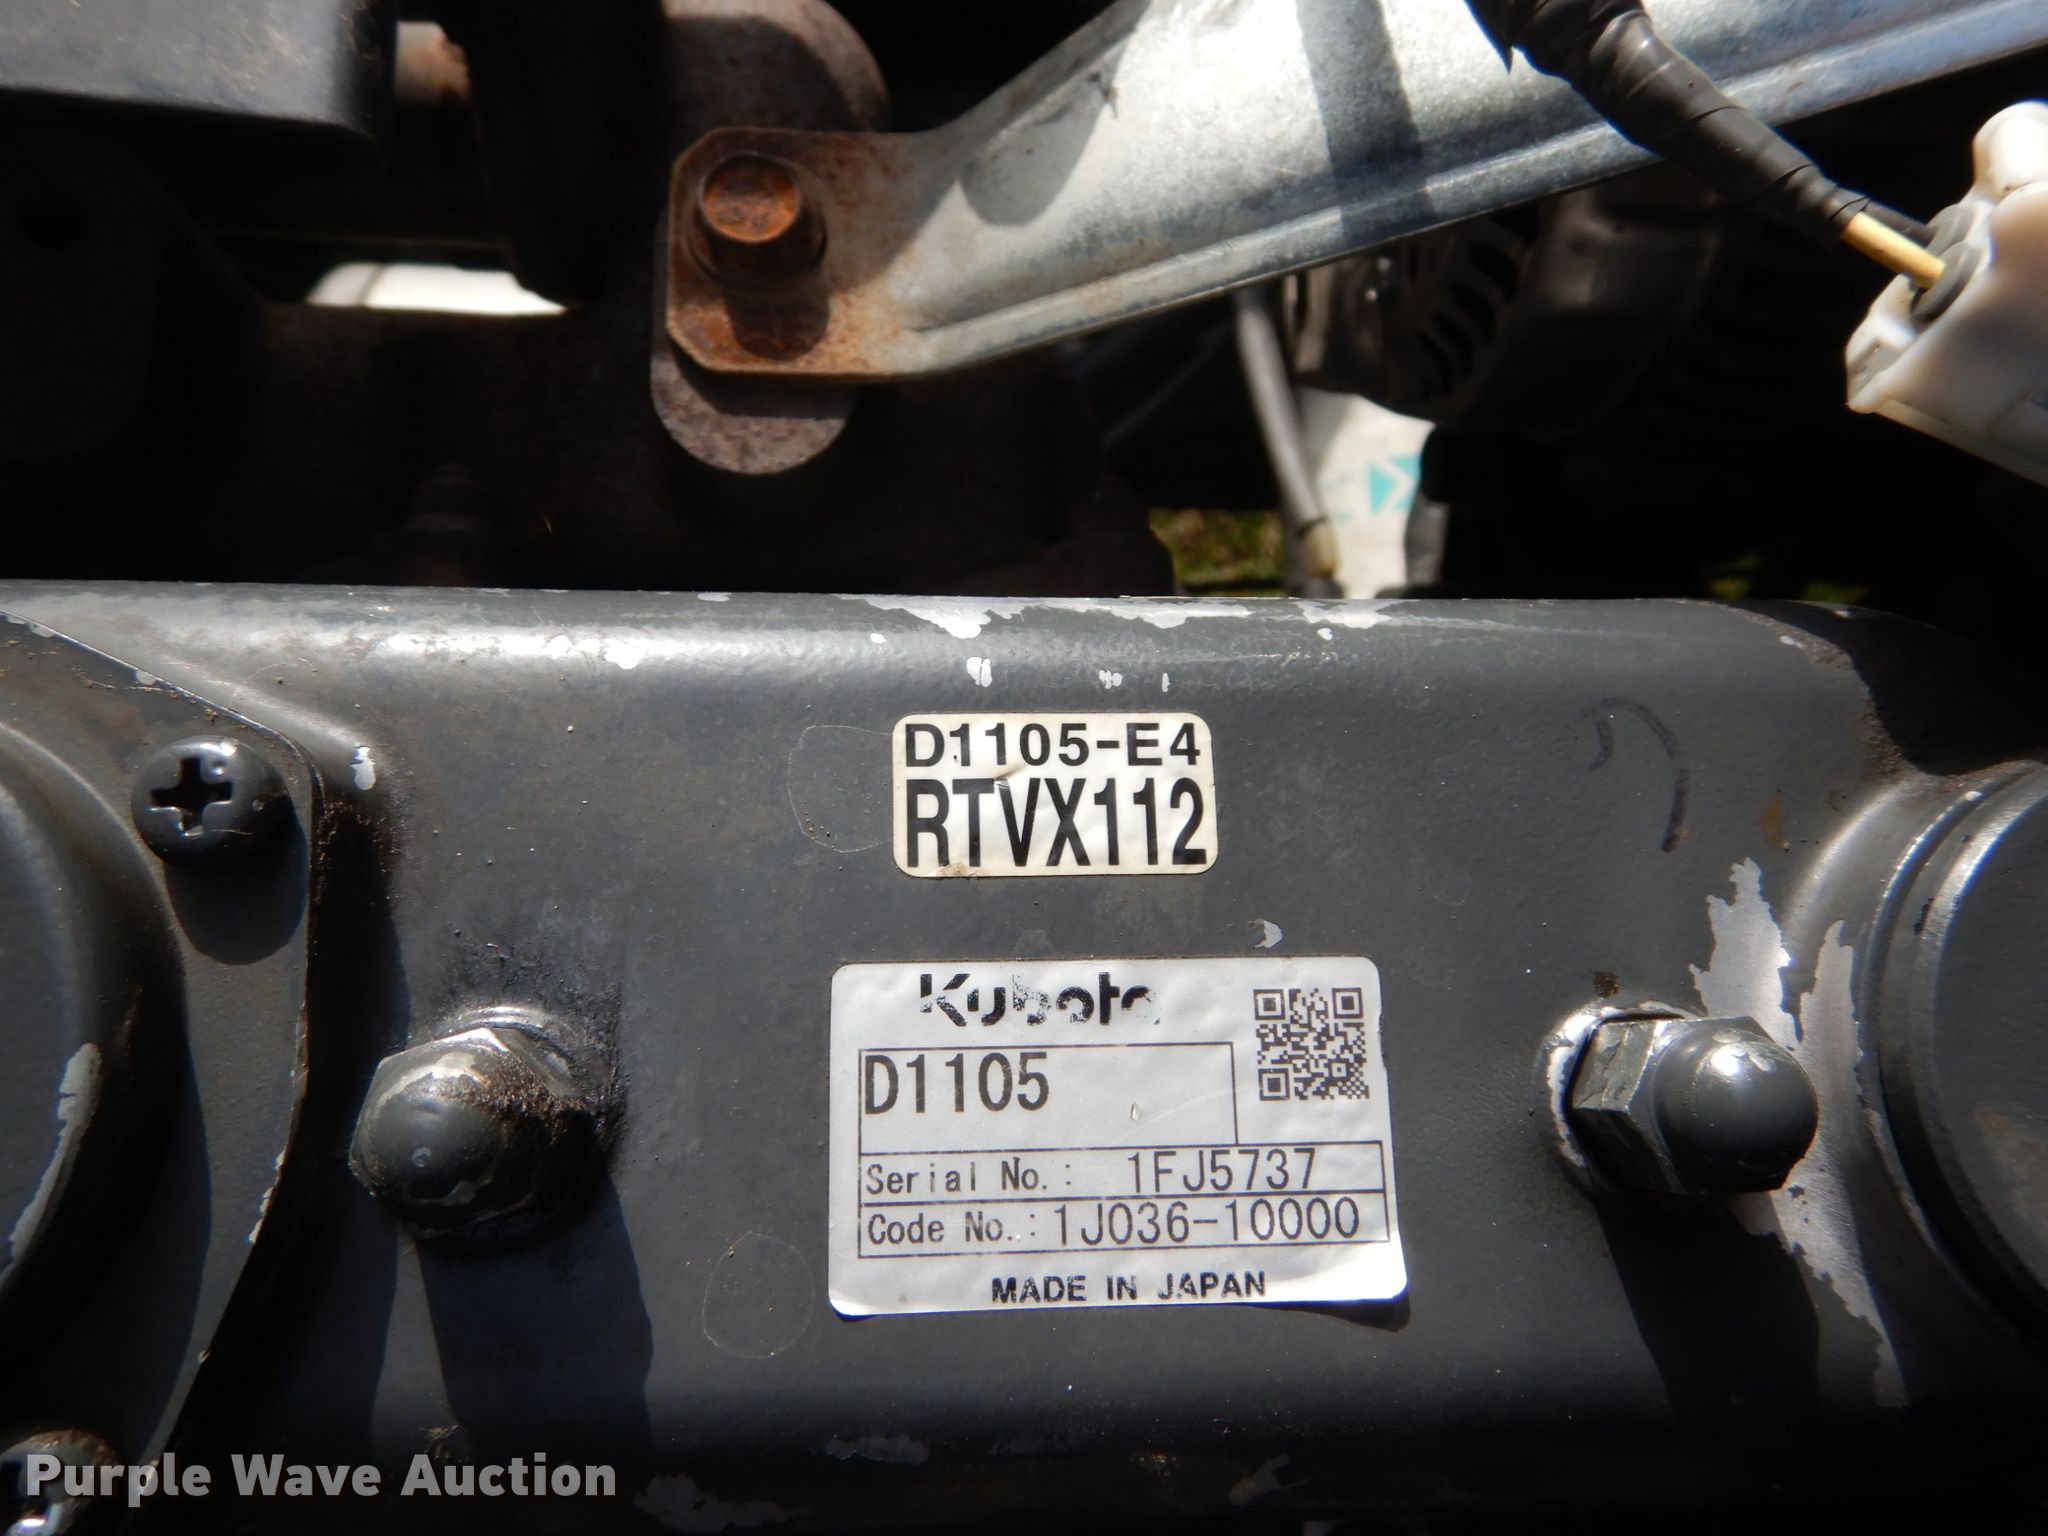 D1105-E4
RTVX112
Kubota
D1105
Serial No.: 1FJ5737
Code No.: 1J036-10000
MADE IN JAPAN
Purple Wave Auction